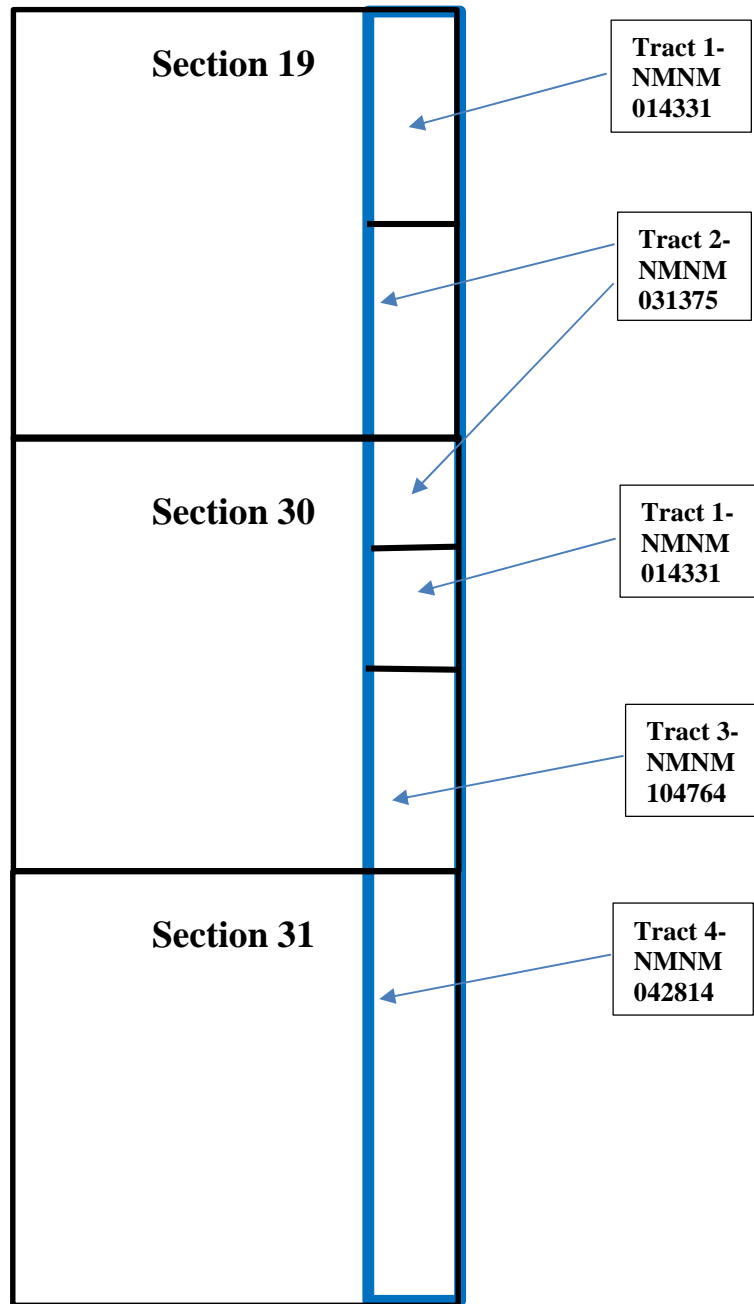 Section 19
Tract 1-
NMNM
014331
Tract 2-
NMNM
031375
Section 30
Tract 1-
NMNM
014331
Tract 3-
NMNM
104764
Section 31
Tract 4-
NMNM
042814